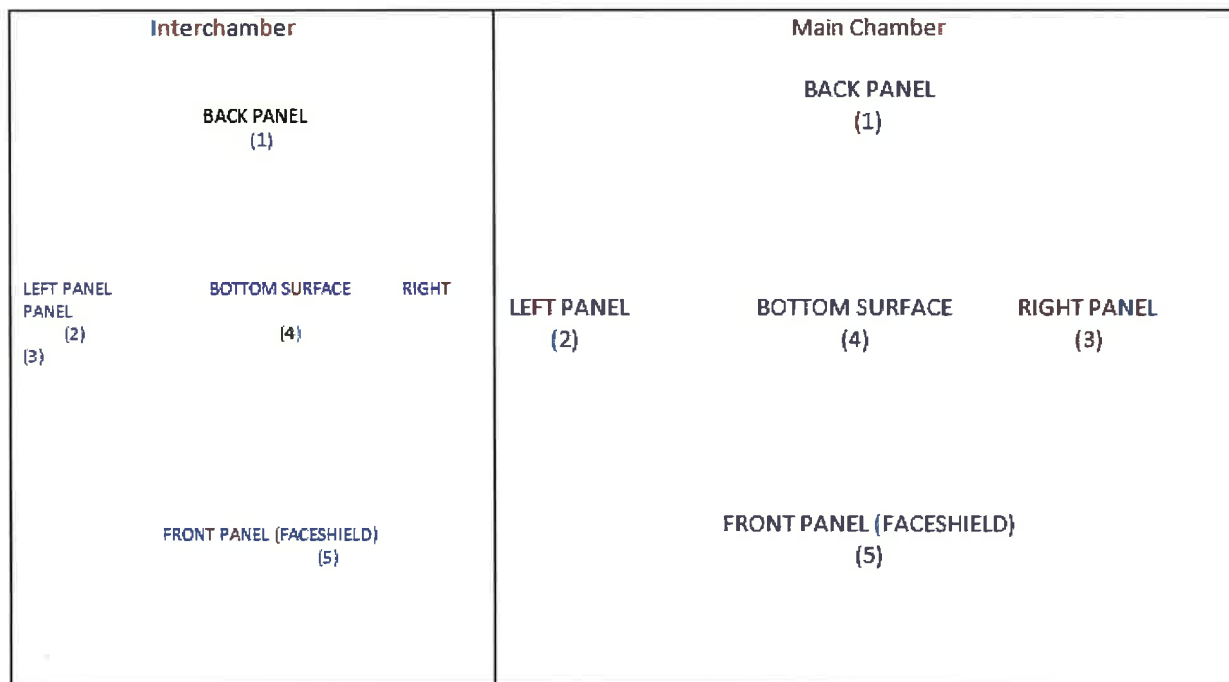 Interchamber
BACK PANEL
(1)
LEFT PANEL BOTTOM SURFACE RIGHT
PANEL
(2) (4)
(3)
FRONT PANEL (FACESHIELD)
(5)
Main Chamber
BACK PANEL
(1)
LEFT PANEL BOTTOM SURFACE RIGHT PANEL
(2) (4) (3)
FRONT PANEL (FACESHIELD)
(5)